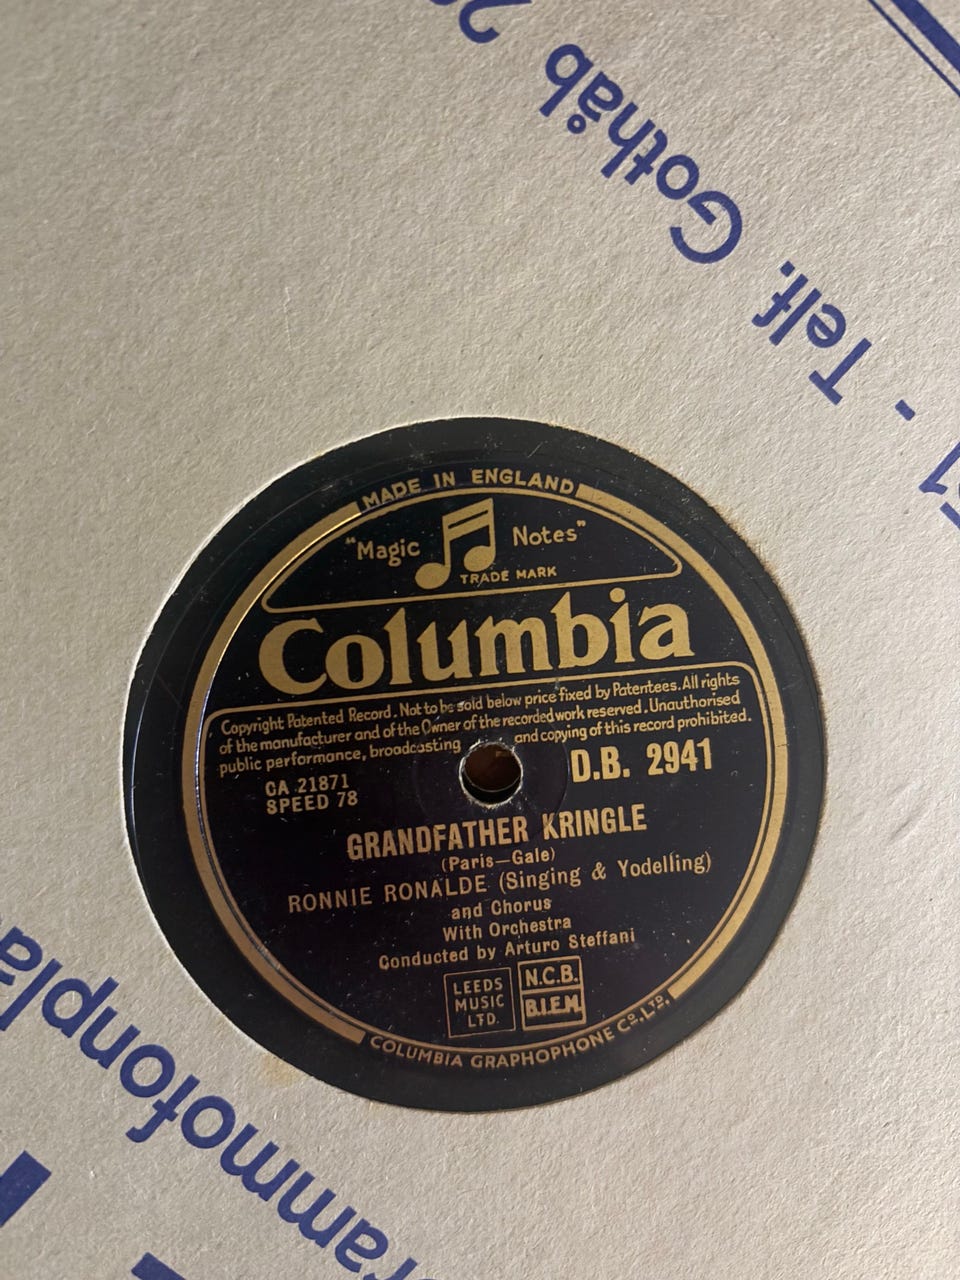 MADE IN ENGLAND
"Magic Notes"
TRADE MARK
Columbia
Copyright Patented Record. Not to be sold below price fixed by Patentees. All rights
of the manufacturer and of the Owner of the recorded work reserved. Unauthorised
public performance, broadcasting and copying of this record prohibited.
CA 21871
SPEED 78
D.B. 2941
GRANDFATHER KRINGLE
(Paris—Gale)
RONNIE RONALDE (Singing & Yodelling)
and Chorus
With Orchestra
Conducted by Arturo Steffani
LEEDS
MUSIC
LTD.
N.C.B.
B.I.E.M.
COLUMBIA GRAPHOPHONE Co. LTD.
- Telf. Gothåb
rammofonpla